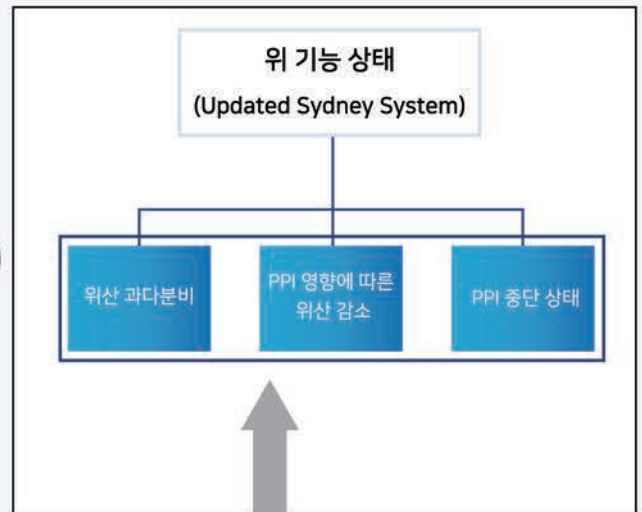 위 기능 상태
(Updated Sydney System)
위산 과다분비
PPI 영향에 따른
위산 감소
PPI 중단 상태